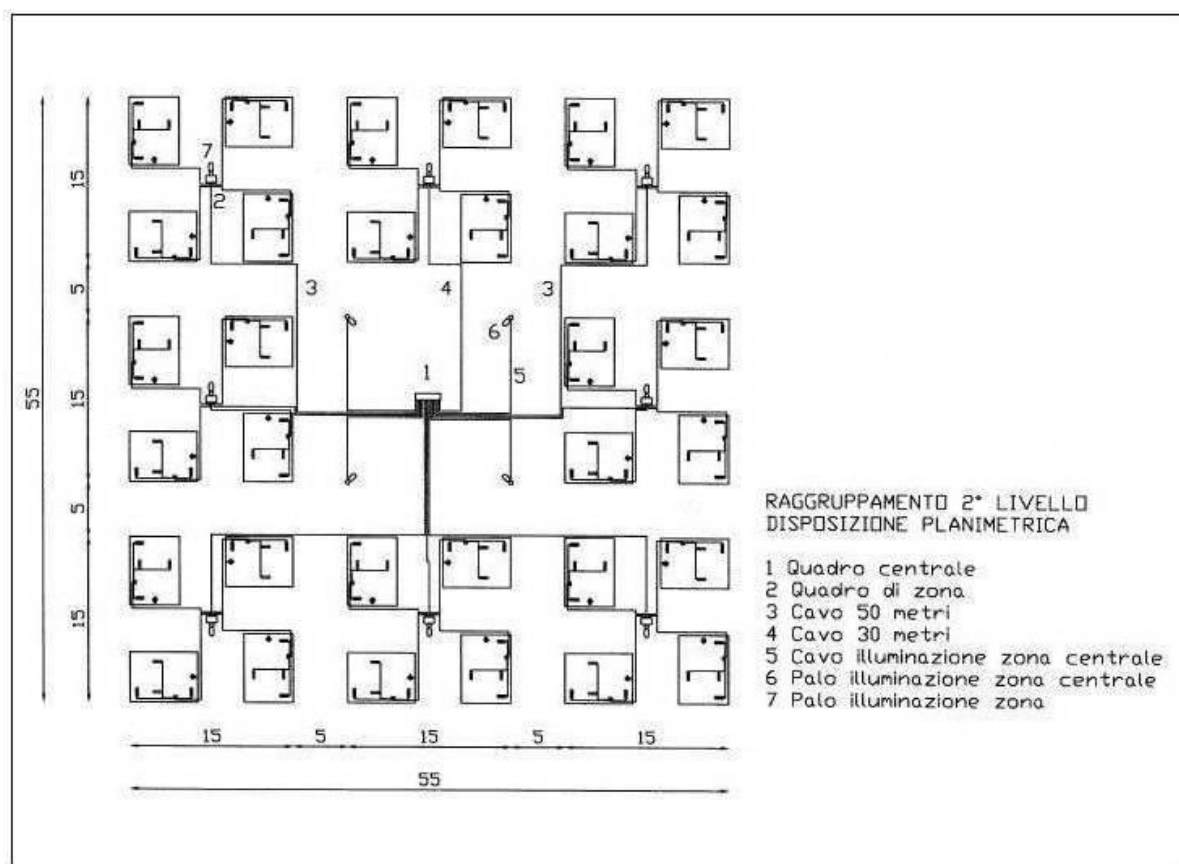 7
2
15
3
4
3
5
6
1
5
15
55
5
15
RAGGRUPPAMENTO 2° LIVELLO
DISPOSIZIONE PLANIMETRICA
1 Quadro centrale
2 Quadro di zona
3 Cavo 50 metri
4 Cavo 30 metri
5 Cavo illuminazione zona centrale
6 Palo illuminazione zona centrale
7 Palo illuminazione zona
15 5 15 5 15
55